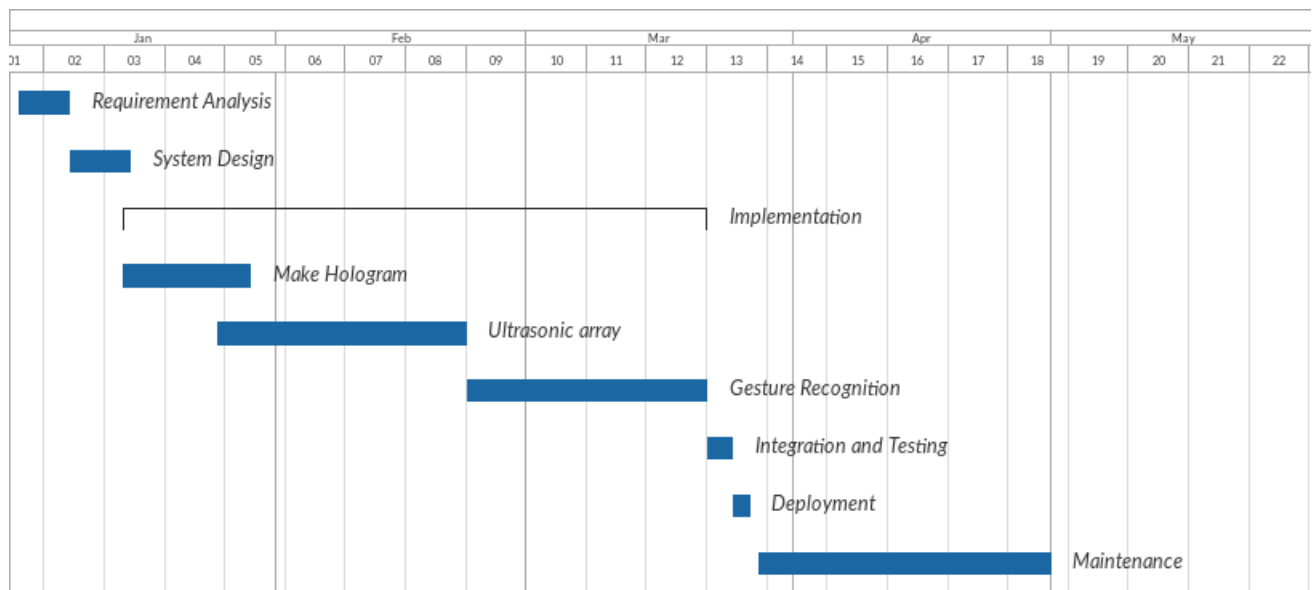 Jan Feb Mar Apr May
01 02 03 04 05 06 07 08 09 10 11 12 13 14 15 16 17 18 19 20 21 22
Requirement Analysis
System Design
Implementation
Make Hologram
Ultrasonic array
Gesture Recognition
Integration and Testing
Deployment
Maintenance